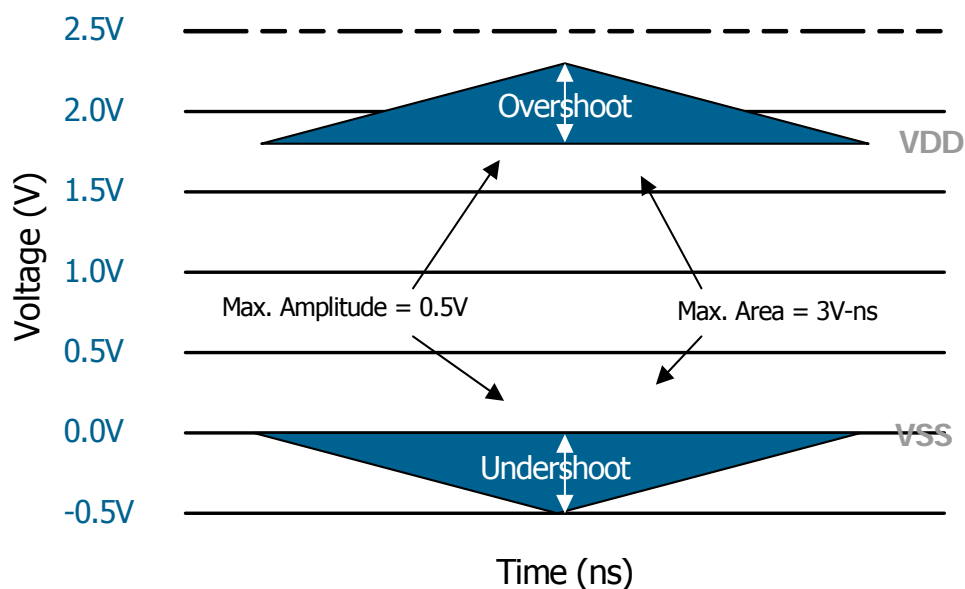 2.5V
Overshoot
2.0V
VDD
1.5V
1.0V
Voltage (V)
Max. Amplitude = 0.5V
Max. Area = 3V-ns
0.5V
0.0V
VSS
Undershoot
-0.5V
Time (ns)